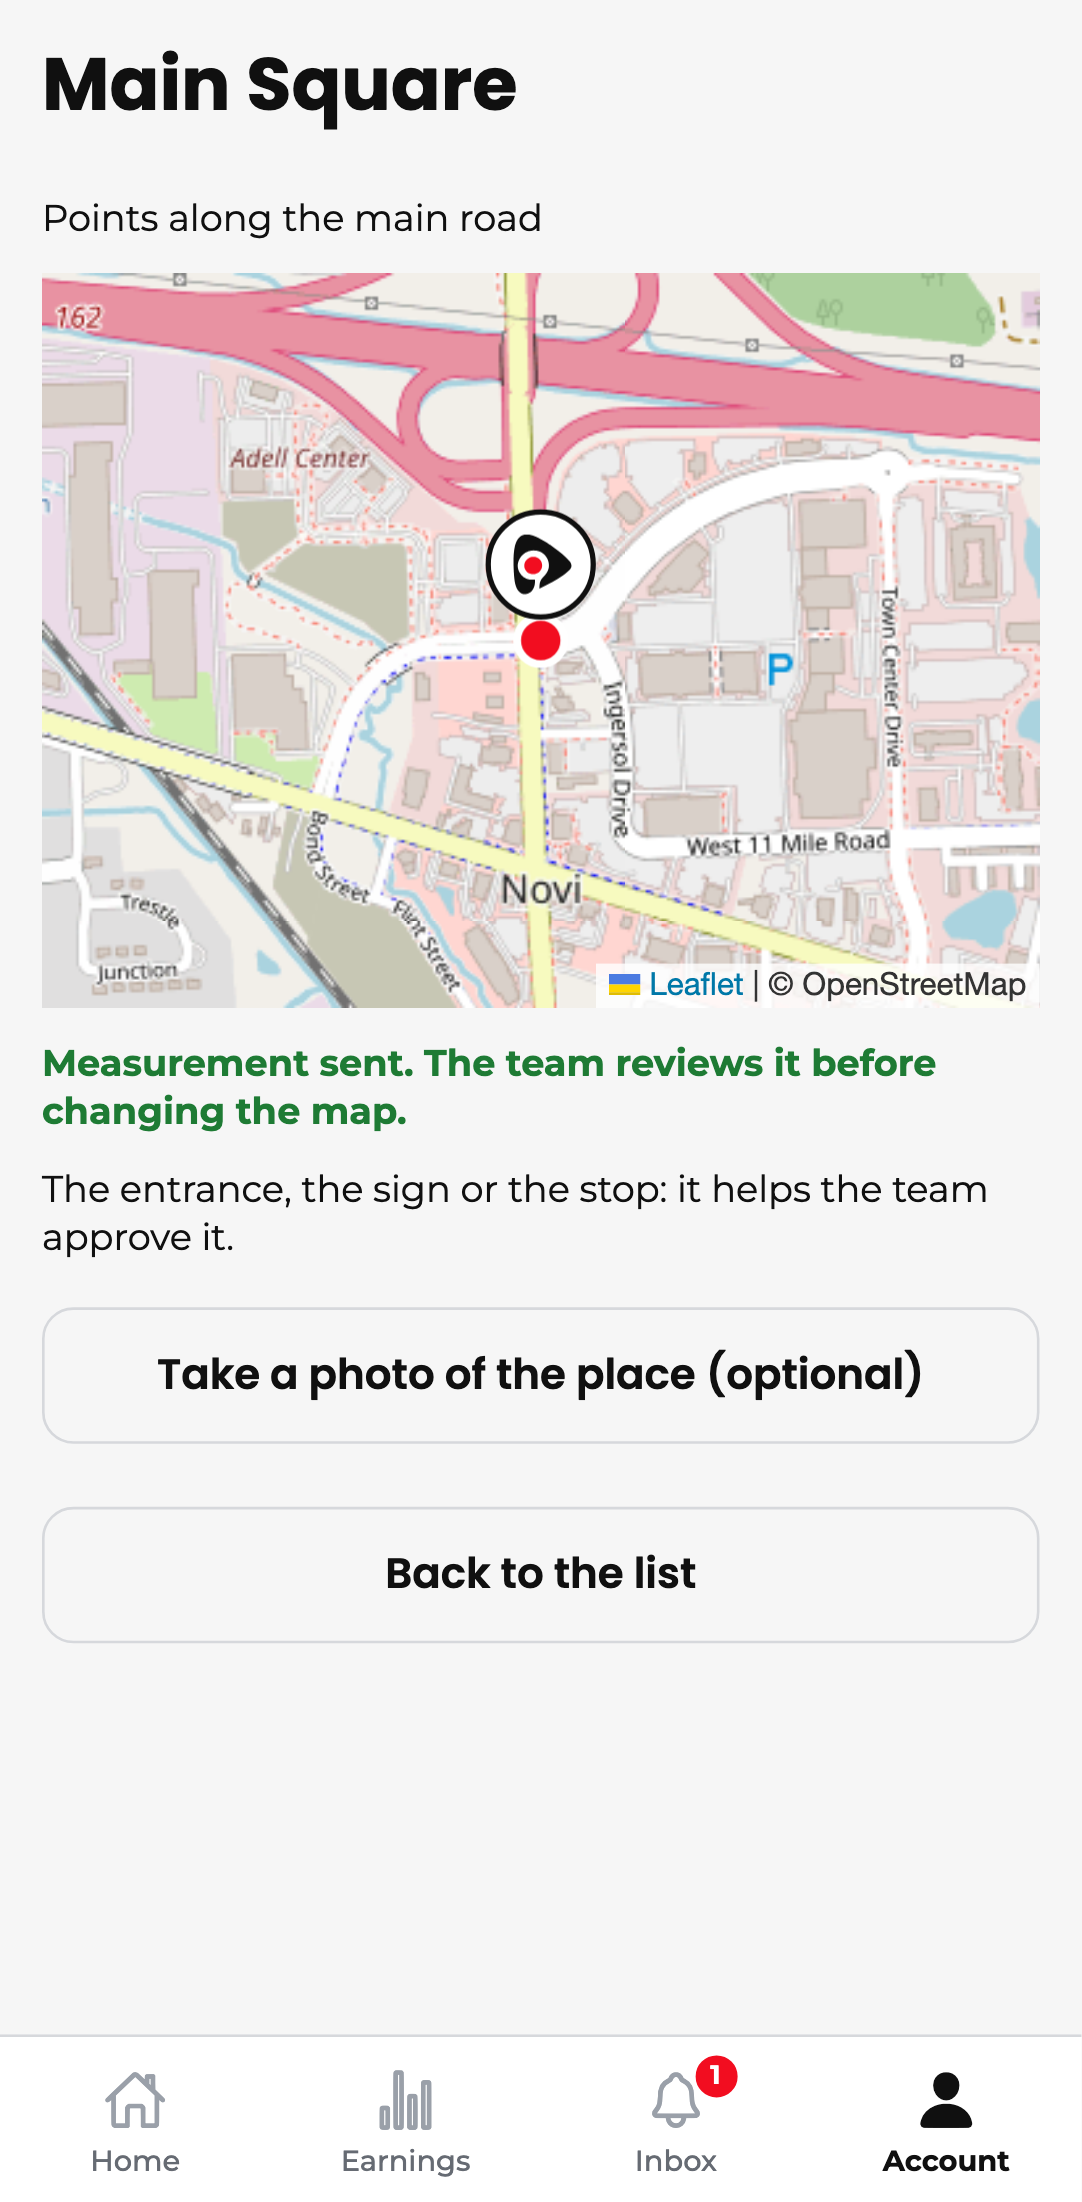 Main Square
Points along the main road
162
Adell Center
Town Center Drive
P
Ingersol Drive
West 11 Mile Road
Bond Street
Novi
Flint Street
Trestle
Junction
Leaflet | © OpenStreetMap
Measurement sent. The team reviews it before
changing the map.
The entrance, the sign or the stop: it helps the team
approve it.
Take a photo of the place (optional)
Back to the list
1
Home
Earnings
Inbox
Account